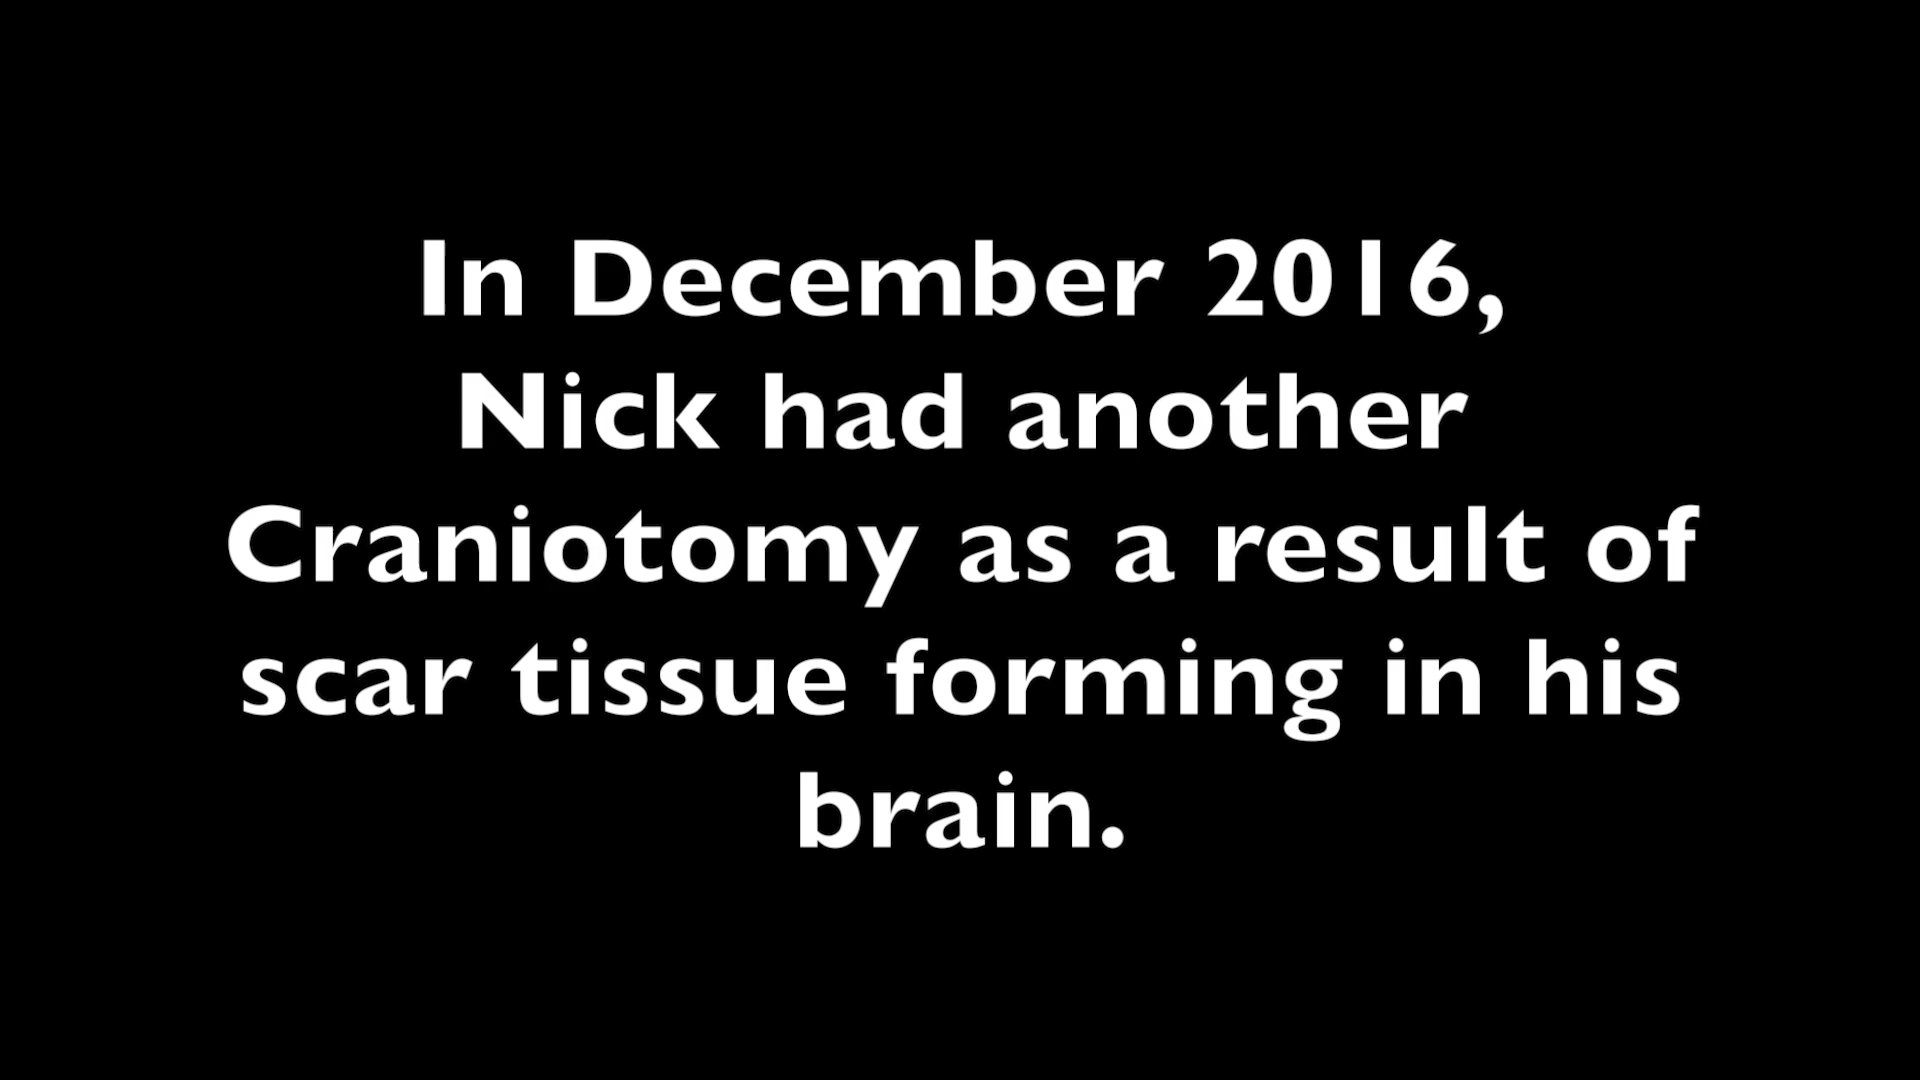 In December 2016,
Nick had another
Craniotomy as a result of
scar tissue forming in his
brain.